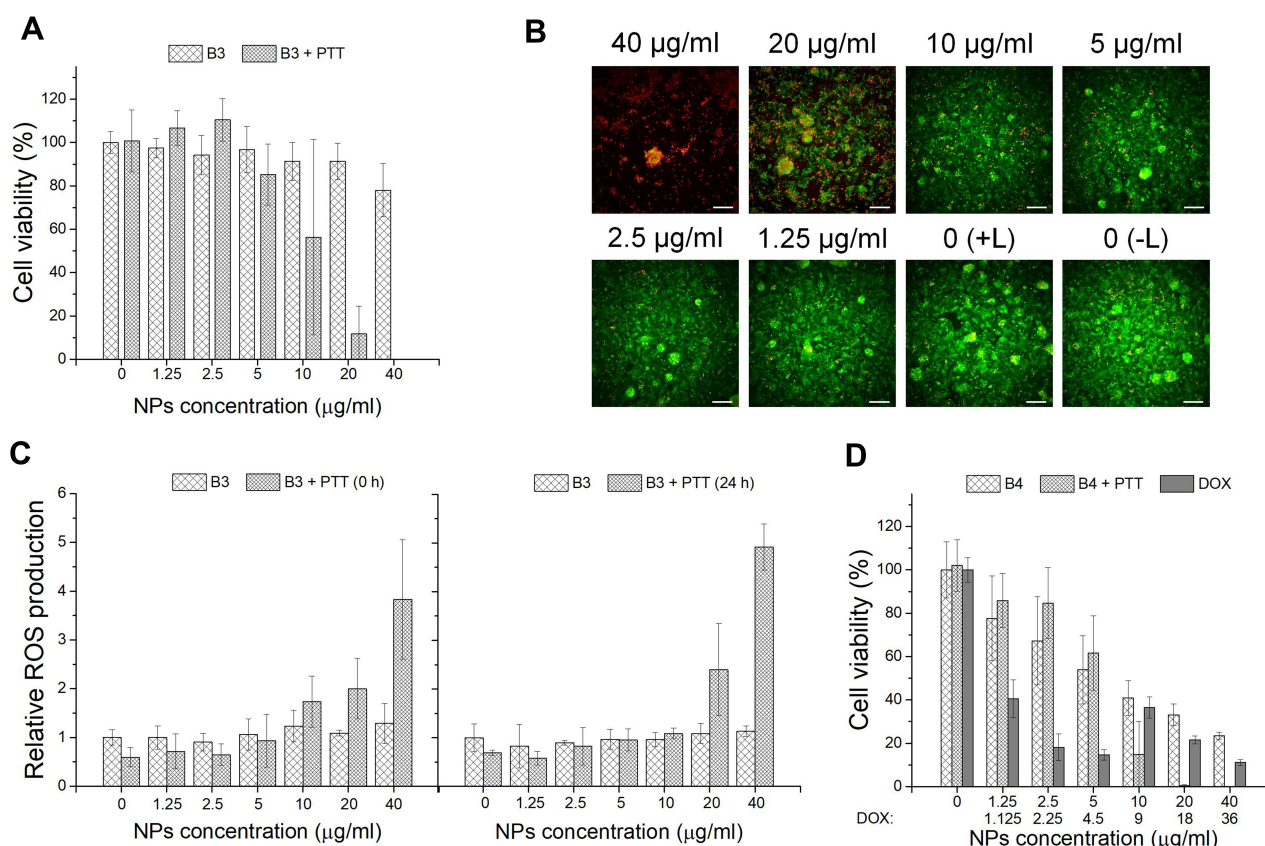 A
B3 B3 + PTT
120
100
80
60
40
20
0
Cell viability (%)
0 1.25 2.5 5 10 20 40
NPs concentration (μg/ml)
B
40 μg/ml 20 μg/ml 10 μg/ml 5 μg/ml
2.5 μg/ml 1.25 μg/ml 0 (+L) 0 (-L)
C
B3 B3 + PTT (0 h)
B3 B3 + PTT (24 h)
6
5
4
3
2
1
0
Relative ROS production
0 1.25 2.5 5 10 20 40
NPs concentration (μg/ml)
0 1.25 2.5 5 10 20 40
NPs concentration (μg/ml)
D
B4 B4 + PTT DOX
120
100
80
60
40
20
0
Cell viability (%)
0 1.25 2.5 5 10 20 40
DOX: 1.125 2.25 4.5 9 18 36
NPs concentration (μg/ml)